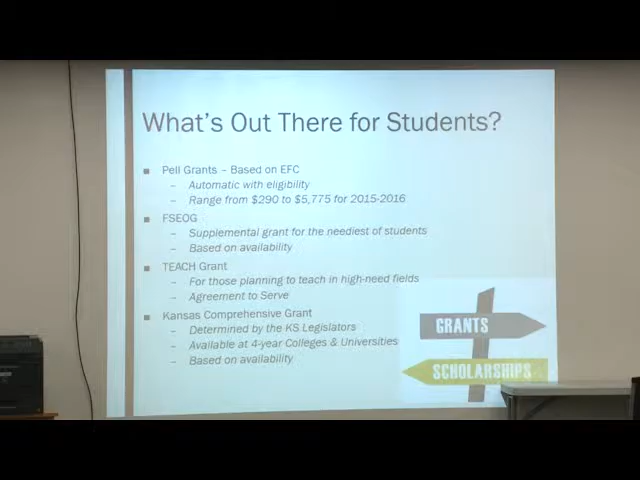 What's Out There for Students?
Pell Grants – Based on EFC
– Automatic with eligibility
– Range from $290 to $5,775 for 2015-2016
FSEOG
– Supplemental grant for the neediest of students
– Based on availability
TEACH Grant
– For those planning to teach in high-need fields
– Agreement to Serve
Kansas Comprehensive Grant
– Determined by the KS Legislators
– Available at 4-year Colleges & Universities
– Based on availability
GRANTS
SCHOLARSHIPS